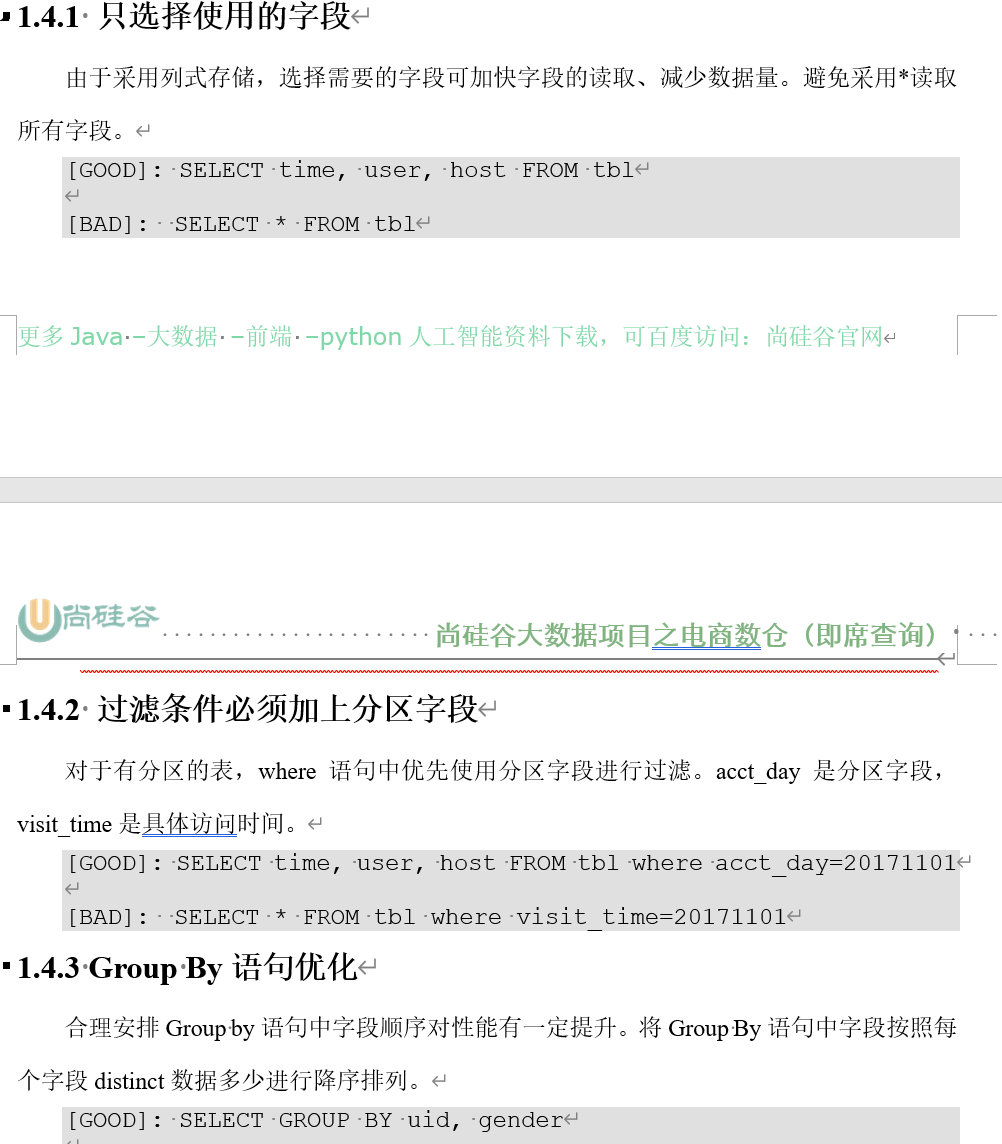 1.4.1 只选择使用的字段
由于采用列式存储，选择需要的字段可加快字段的读取、减少数据量。避免采用*读取
所有字段。
[GOOD]: SELECT time, user, host FROM tbl
[BAD]:  SELECT * FROM tbl
更多 Java –大数据 –前端 –python 人工智能资料下载，可百度访问：尚硅谷官网
尚硅谷
尚硅谷大数据项目之电商数仓（即席查询）
1.4.2 过滤条件必须加上分区字段
对于有分区的表，where 语句中优先使用分区字段进行过滤。acct_day 是分区字段，
visit_time 是具体访问时间。
[GOOD]: SELECT time, user, host FROM tbl where acct_day=20171101
[BAD]:  SELECT * FROM tbl where visit_time=20171101
1.4.3 Group By 语句优化
合理安排 Group by 语句中字段顺序对性能有一定提升。将 Group By 语句中字段按照每
个字段 distinct 数据多少进行降序排列。
[GOOD]: SELECT GROUP BY uid, gender